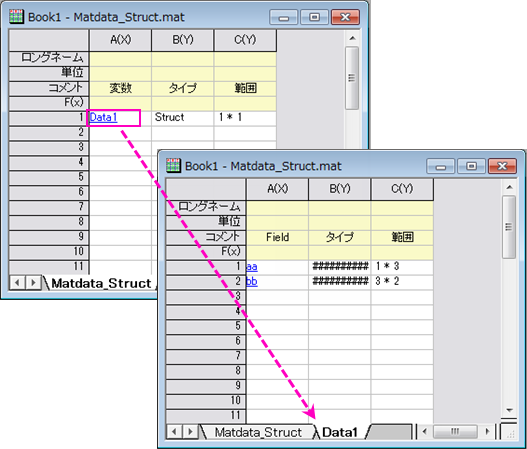 Book1 - Matdata_Struct.mat
A(X) B(Y) C(Y)
ロングネーム
単位
コメント 変数 タイプ 範囲
F(x)
1 Data1 Struct 1 * 1
2
3
4
5
6
7
8
9
10
11
Matdata_Struct
Book1 - Matdata_Struct.mat
A(X) B(Y) C(Y)
ロングネーム
単位
コメント Field タイプ 範囲
F(x)
1 aa ########## 1 * 3
2 bb ########## 3 * 2
3
4
5
6
7
8
9
10
11
Matdata_Struct Data1